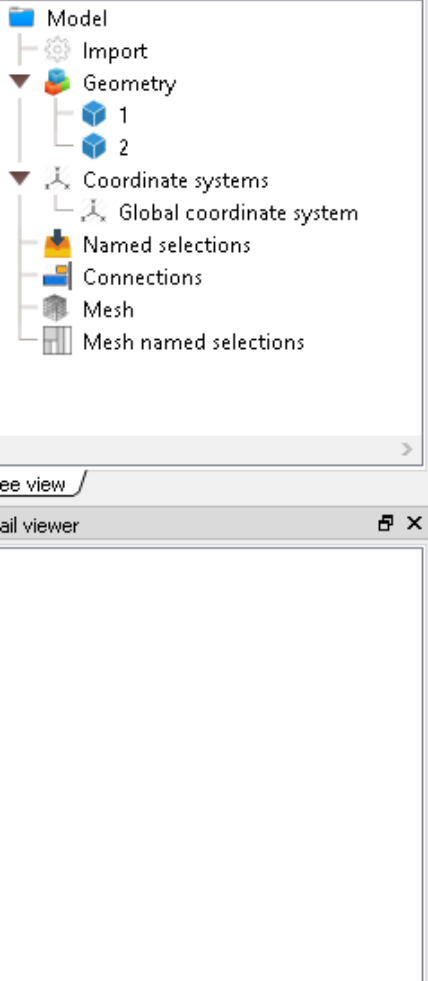 Model
Import
Geometry
1
2
Coordinate systems
Global coordinate system
Named selections
Connections
Mesh
Mesh named selections
ee view
ail viewer